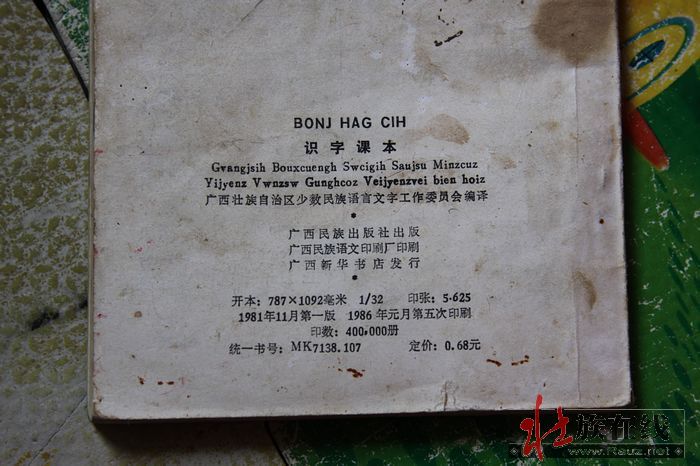 BONJ HAG CIH
识字课本
Gvangjsih Bouxcuengh Swcigih Saujsu Minzcuz
Yijyenz Vwnzsw Gunghcoz Veijyenzvei bien hoiz
广西壮族自治区少数民族语言文字工作委员会编译
*
广西民族出版社出版
广西民族语文印刷厂印刷
广西新华书店发行
*
开本：787×1092毫米 1/32 印张：5·625
1981年11月第一版 1986年元月第五次印刷
印数：400,000册
统一书号：MK7138·107 定价：0.68元
壮族在线
www.Rauz.net